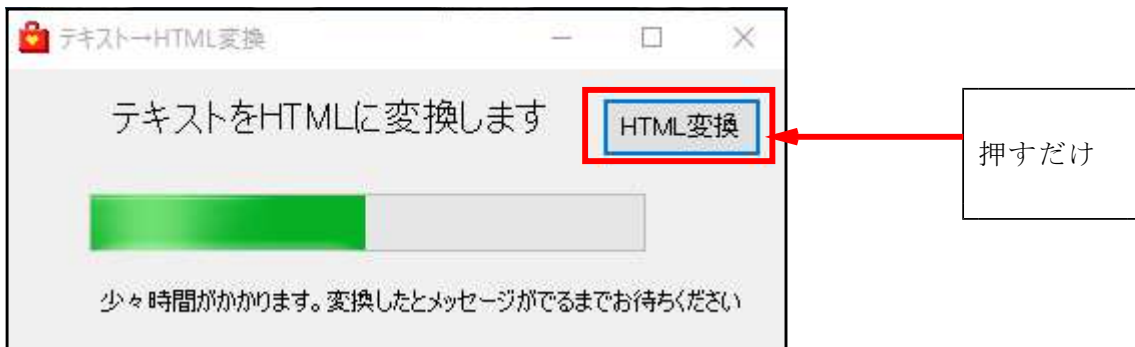 テキスト→HTML変換
テキストをHTMLに変換します
HTML変換
押すだけ
少々時間がかかります。変換したとメッセージがでるまでお待ちください